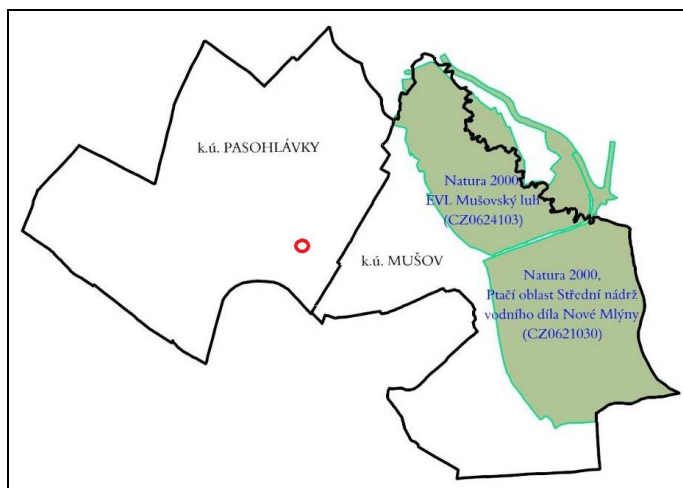 k.ú. PASOHLÁVKY
Natura 2000,
EVL Mušovský luh
(CZ0624103)
k.ú. MUŠOV
Natura 2000,
Ptačí oblast Střední nádrž
vodního díla Nové Mlýny
(CZ0621030)